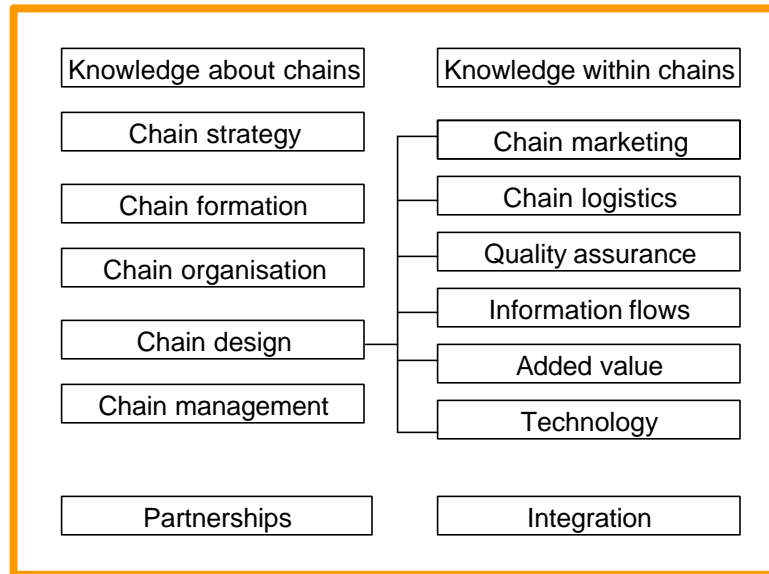 Knowledge about chains
Knowledge within chains
Chain strategy
Chain marketing
Chain formation
Chain logistics
Chain organisation
Quality assurance
Chain design
Information flows
Added value
Chain management
Technology
Partnerships
Integration